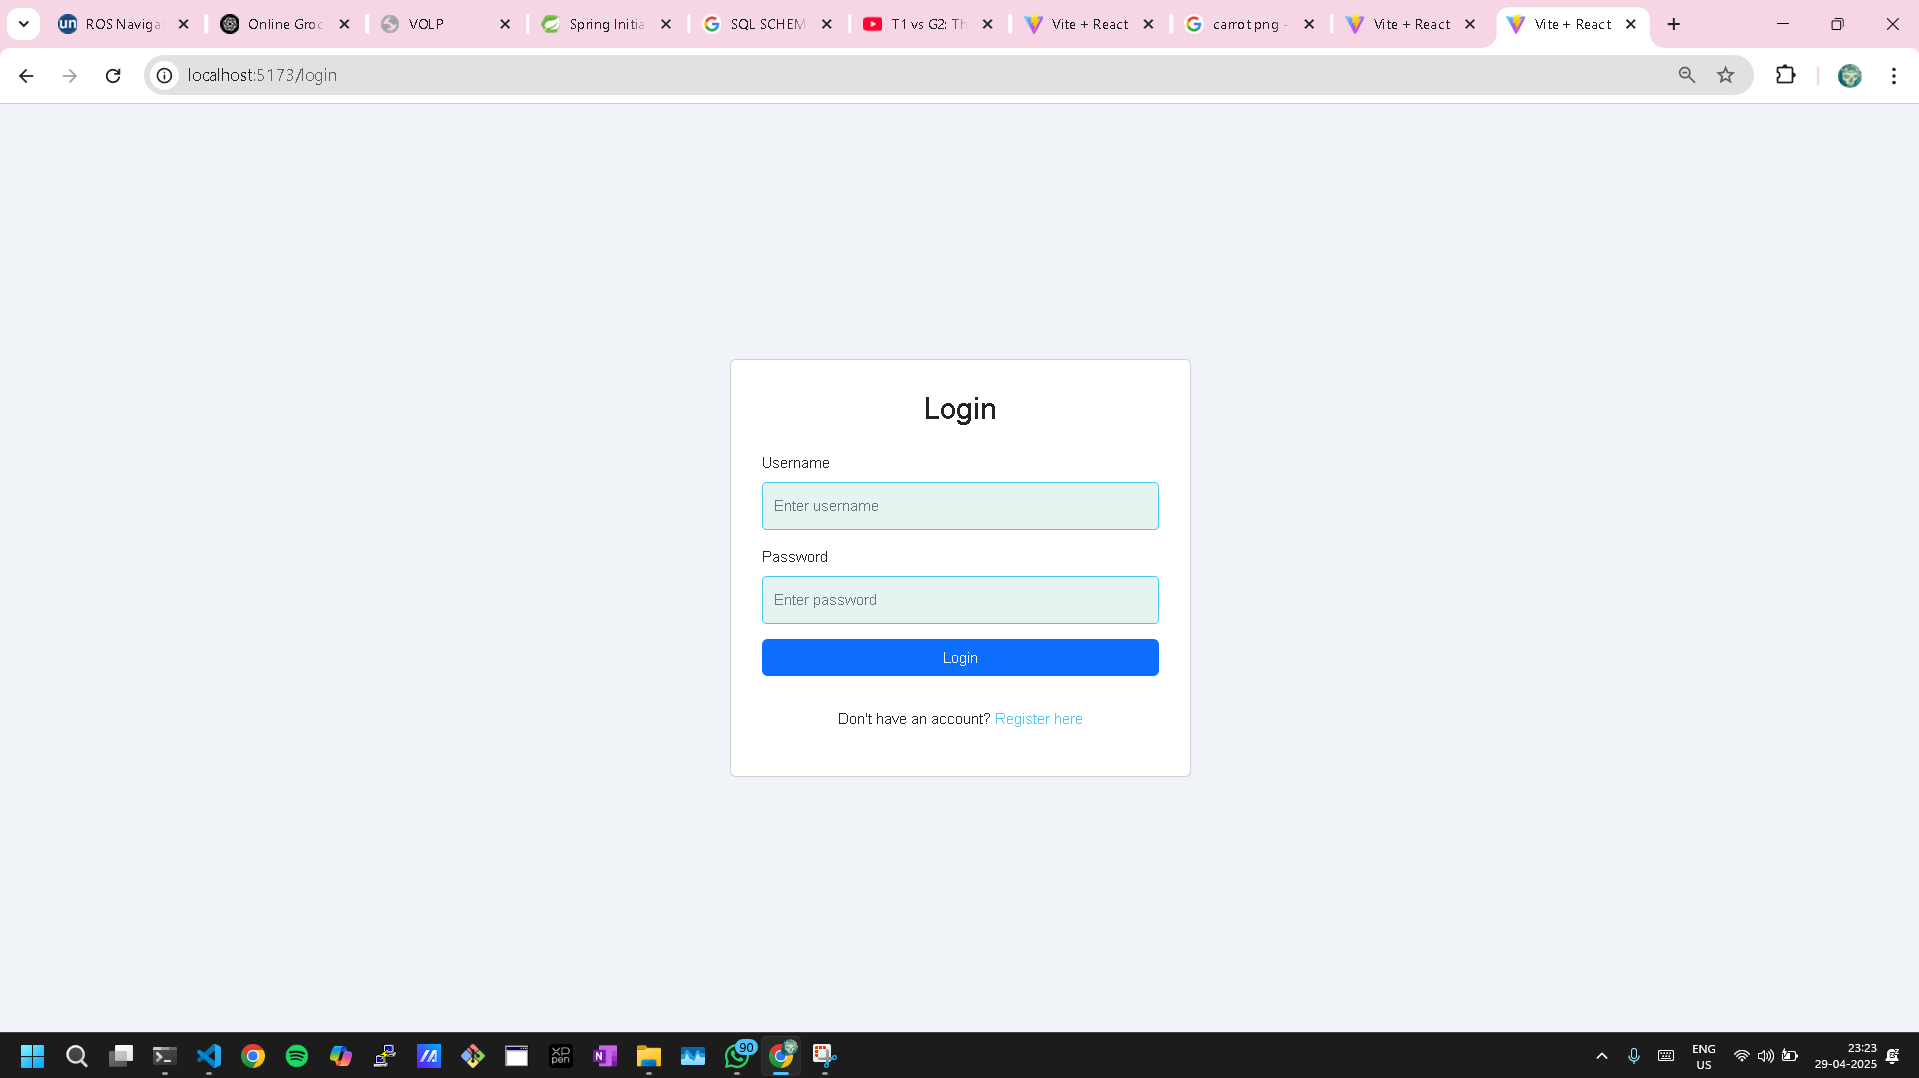 ROS Naviga
Online Groc
VOLP
Spring Initia
SQL SCHEM
T1 vs G2: Th
Vite + React
carrot png -
Vite + React
Vite + React
localhost:5173/login
Login
Username
Enter username
Password
Enter password
Login
Don't have an account? Register here
XP
pen
90
ENG
US
23:23
29-04-2025